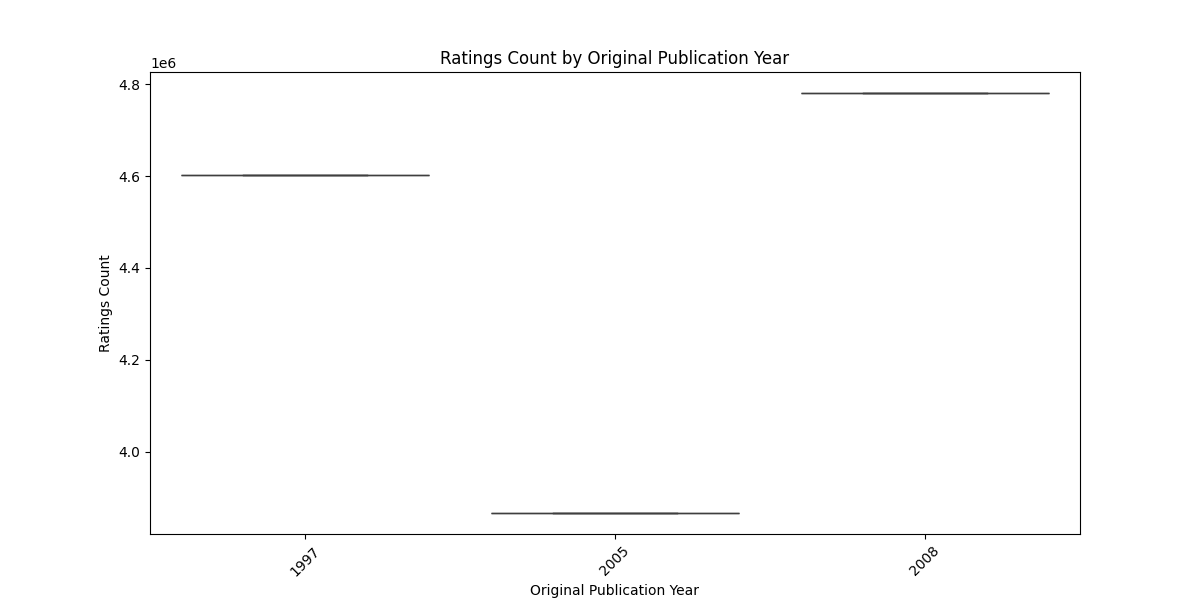 Ratings Count by Original Publication Year
1e6
4.8
4.6
4.4
4.2
4.0
Ratings Count
1997
2005
2008
Original Publication Year